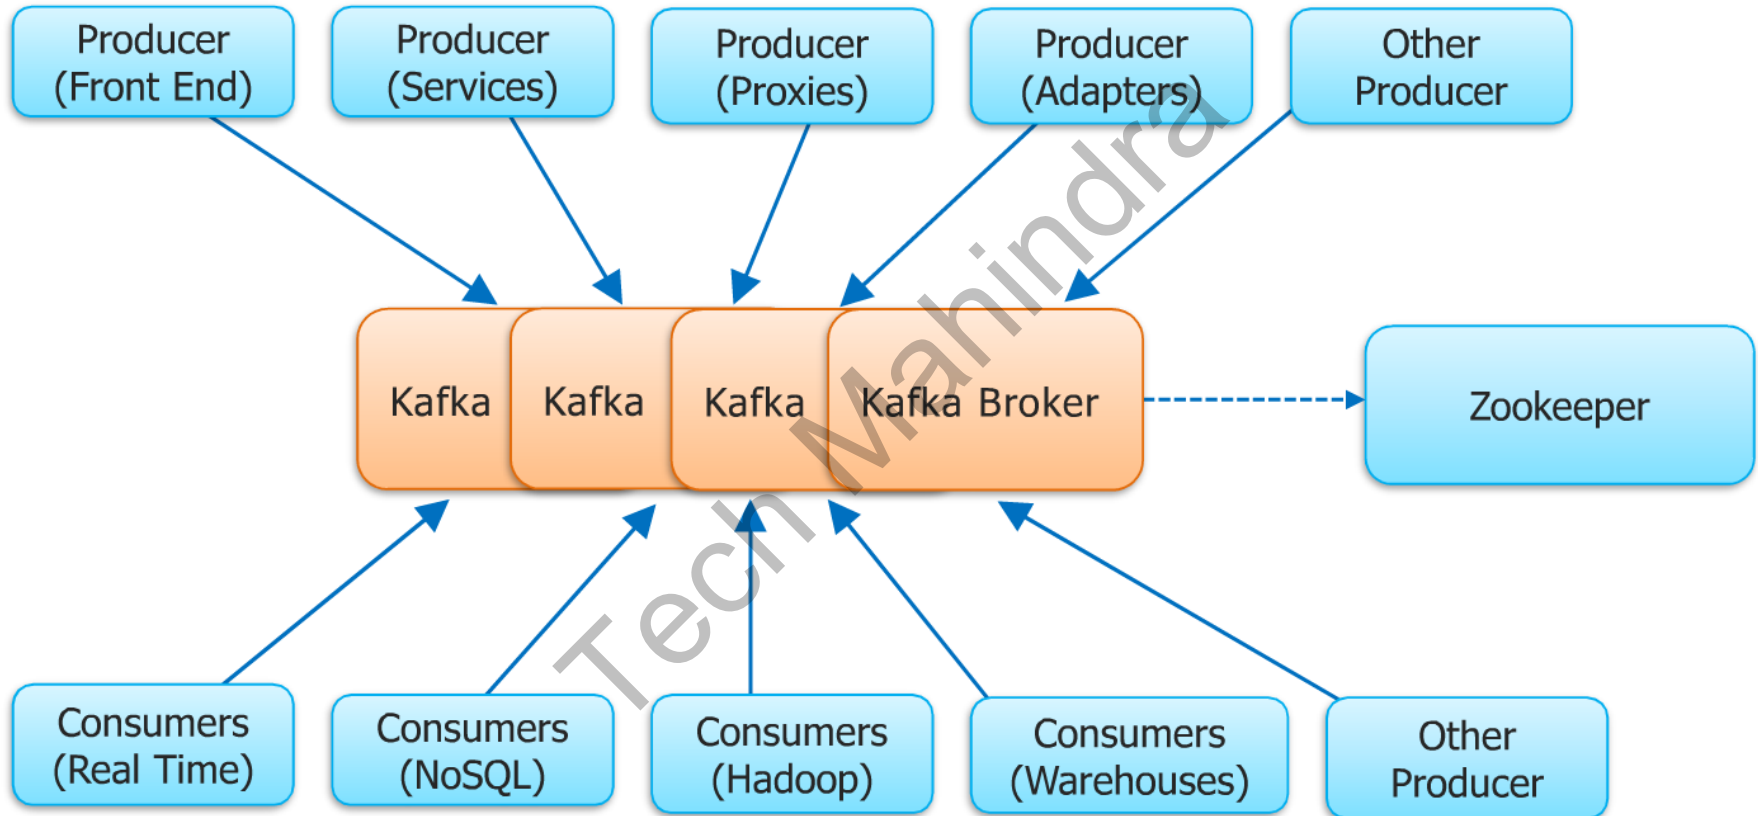 Producer
(Front End)
Producer
(Services)
Producer
(Proxies)
Producer
(Adapters)
Other
Producer
Kafka
Kafka
Kafka
Kafka Broker
Zookeeper
Tech Mahindra
Consumers
(Real Time)
Consumers
(NoSQL)
Consumers
(Hadoop)
Consumers
(Warehouses)
Other
Producer